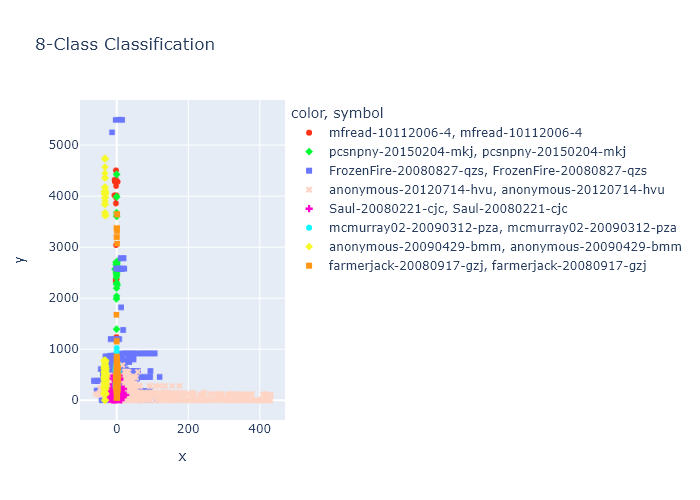 8-Class Classification
color, symbol
mfread-10112006-4, mfread-10112006-4
pcsnpny-20150204-mkj, pcsnpny-20150204-mkj
FrozenFire-20080827-qzs, FrozenFire-20080827-qzs
anonymous-20120714-hvu, anonymous-20120714-hvu
Saul-20080221-cjc, Saul-20080221-cjc
mcmurray02-20090312-pza, mcmurray02-20090312-pza
anonymous-20090429-bmm, anonymous-20090429-bmm
farmerjack-20080917-gzj, farmerjack-20080917-gzj
5000
4000
3000
2000
1000
0
y
0 200 400
x